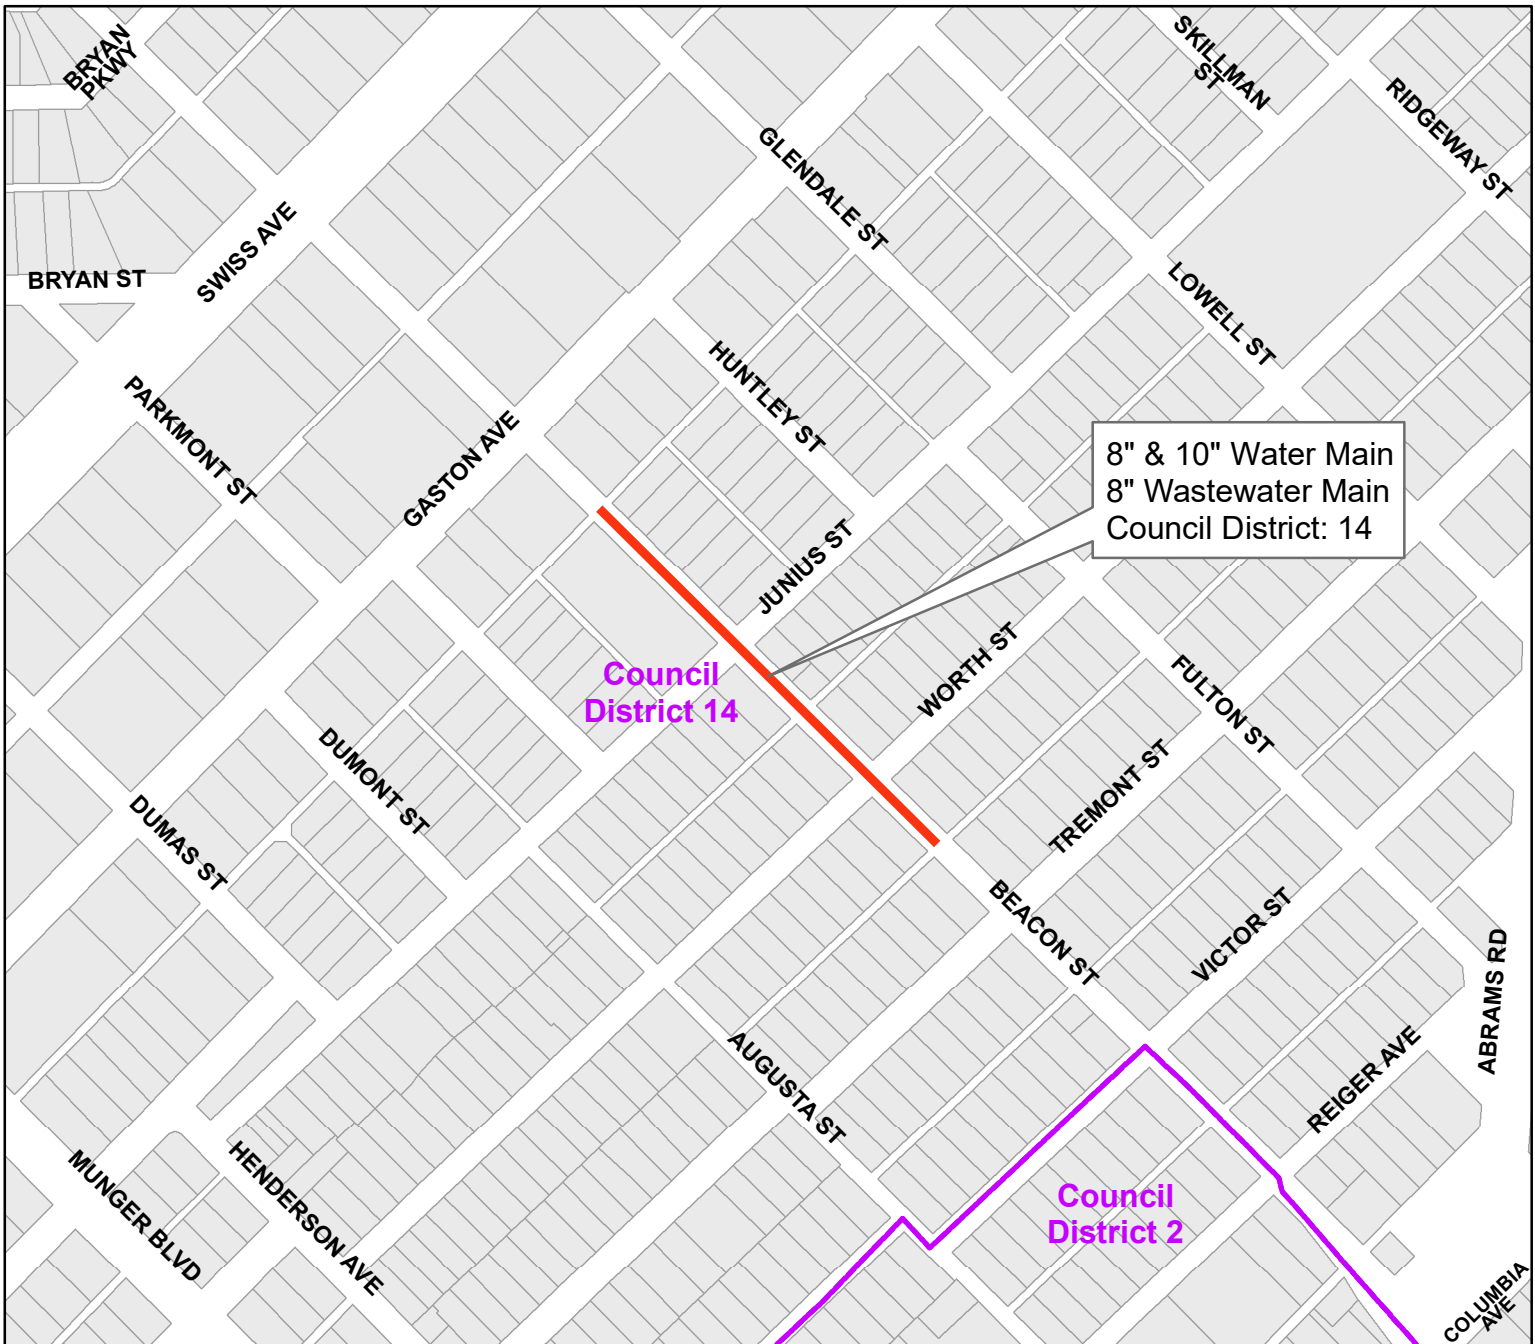 BRYAN
PKWY
SKILLMAN
ST
RIDGEWAY ST
GLENDALE ST
SWISS AVE
BRYAN ST
LOWELL ST
PARKMONT ST
HUNTLEY ST
GASTON AVE
8" & 10" Water Main
8" Wastewater Main
Council District: 14
JUNIUS ST
WORTH ST
Council
District 14
FULTON ST
DUMONT ST
TREMONT ST
DUMAS ST
BEACON ST
VICTOR ST
ABRAMS RD
AUGUSTA ST
REIGER AVE
MUNGER BLVD
HENDERSON AVE
Council
District 2
COLUMBIA
AVE